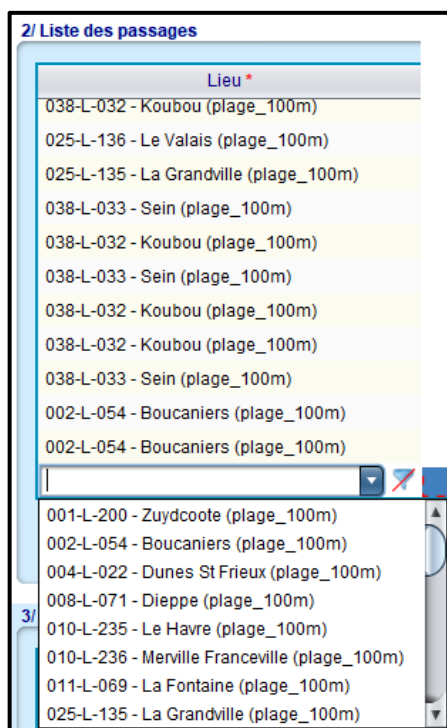 2/ Liste des passages
Lieu *
038-L-032 - Koubou (plage_100m)
025-L-136 - Le Valais (plage_100m)
025-L-135 - La Grandville (plage_100m)
038-L-033 - Sein (plage_100m)
038-L-032 - Koubou (plage_100m)
038-L-033 - Sein (plage_100m)
038-L-032 - Koubou (plage_100m)
038-L-032 - Koubou (plage_100m)
038-L-033 - Sein (plage_100m)
002-L-054 - Boucaniers (plage_100m)
002-L-054 - Boucaniers (plage_100m)
001-L-200 - Zuydcoote (plage_100m)
002-L-054 - Boucaniers (plage_100m)
004-L-022 - Dunes St Frieux (plage_100m)
008-L-071 - Dieppe (plage_100m)
010-L-235 - Le Havre (plage_100m)
3/
010-L-236 - Merville Franceville (plage_100m)
011-L-069 - La Fontaine (plage_100m)
025-L-135 - La Grandville (plage_100m)